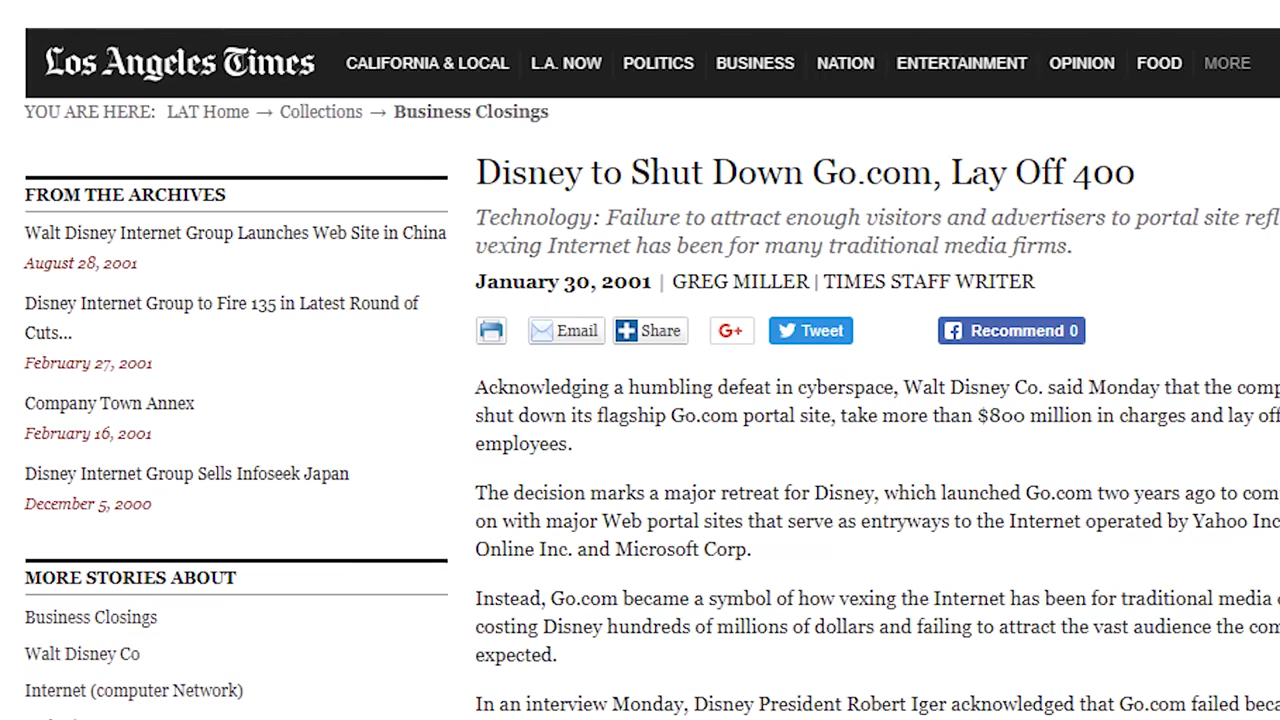 Los Angeles Times CALIFORNIA & LOCAL L.A. NOW POLITICS BUSINESS NATION ENTERTAINMENT OPINION FOOD MORE
YOU ARE HERE: LAT Home → Collections → Business Closings
FROM THE ARCHIVES
Walt Disney Internet Group Launches Web Site in China
August 28, 2001
Disney Internet Group to Fire 135 in Latest Round of
Cuts...
February 27, 2001
Company Town Annex
February 16, 2001
Disney Internet Group Sells Infoseek Japan
December 5, 2000
MORE STORIES ABOUT
Business Closings
Walt Disney Co
Internet (computer Network)
Disney to Shut Down Go.com, Lay Off 400
Technology: Failure to attract enough visitors and advertisers to portal site
vexing Internet has been for many traditional media firms.
January 30, 2001 | GREG MILLER | TIMES STAFF WRITER
Email Share G+ Tweet Recommend 0
Acknowledging a humbling defeat in cyberspace, Walt Disney Co. said Monday that the
shut down its flagship Go.com portal site, take more than $800 million in charges and lay
employees.
The decision marks a major retreat for Disney, which launched Go.com two years ago to
on with major Web portal sites that serve as entryways to the Internet operated by Yahoo
Online Inc. and Microsoft Corp.
Instead, Go.com became a symbol of how vexing the Internet has been for traditional media
costing Disney hundreds of millions of dollars and failing to attract the vast audience the
expected.
In an interview Monday, Disney President Robert Iger acknowledged that Go.com failed